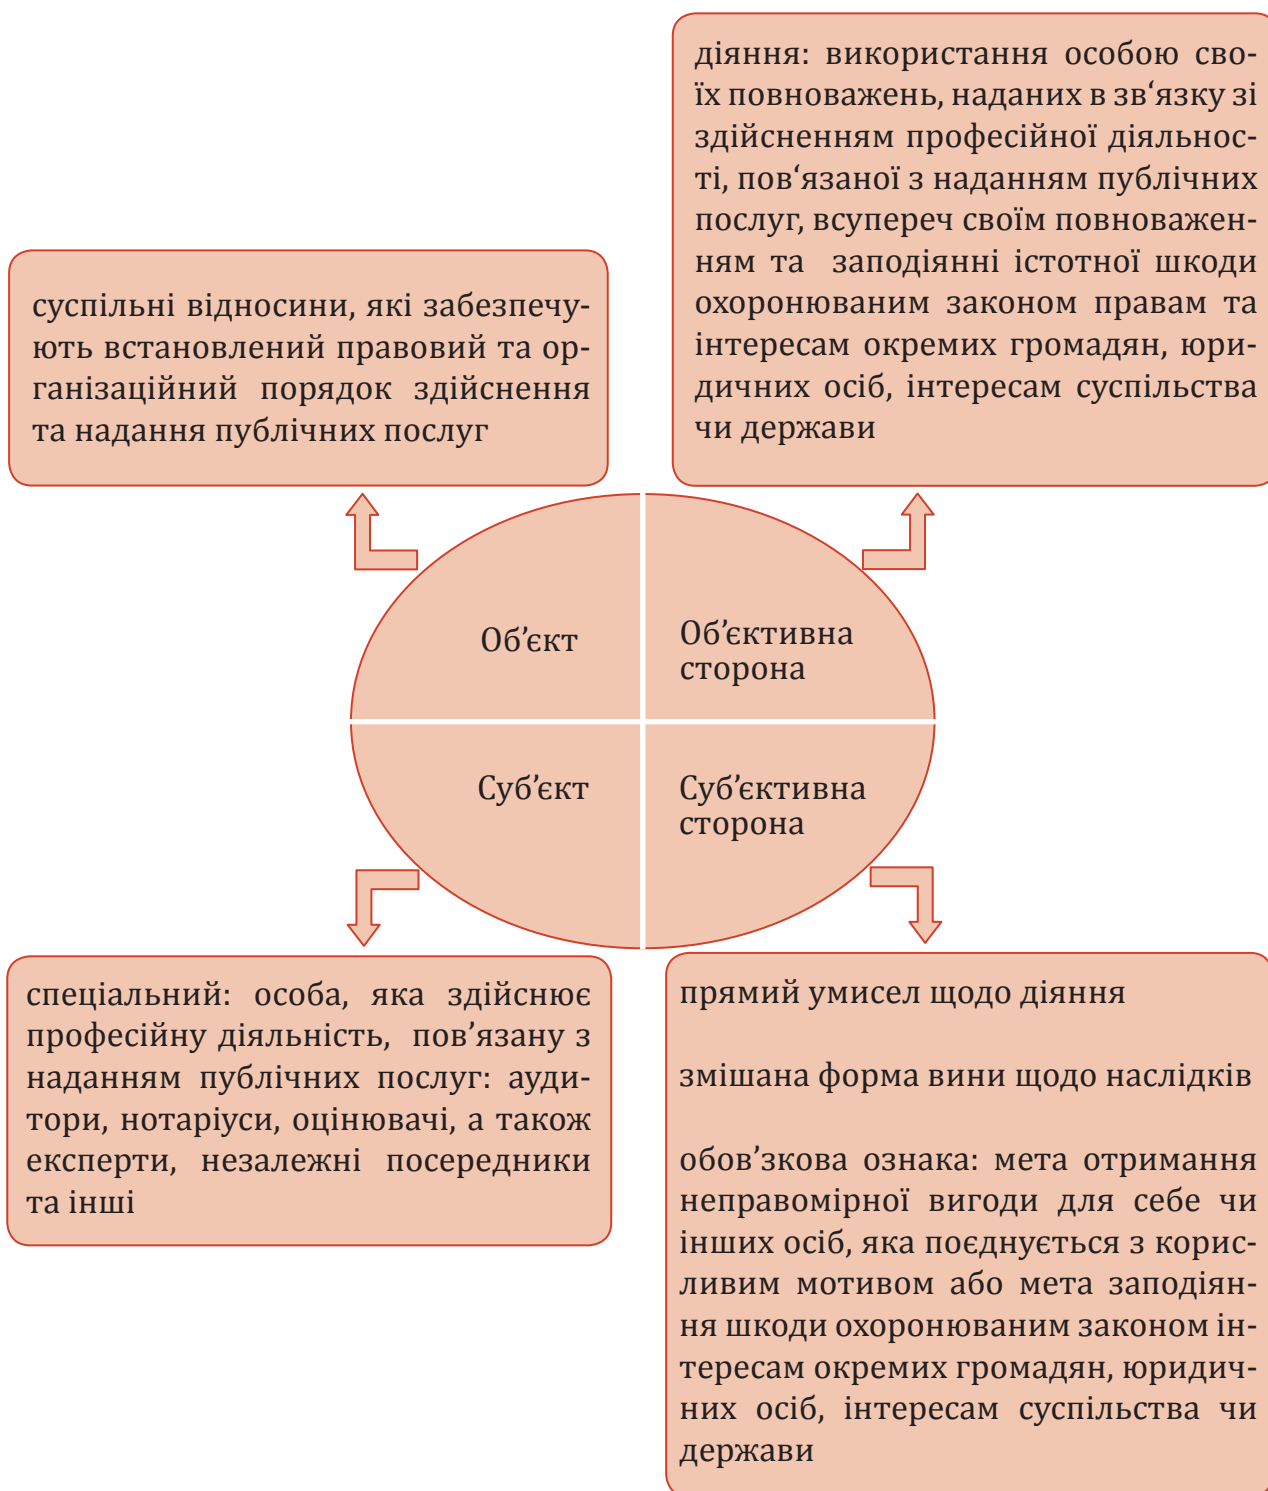 діяння: використання особою сво-
їх повноважень, наданих в зв‘язку зі
здійсненням професійної діяльнос-
ті, пов‘язаної з наданням публічних
послуг, всупереч своїм повноважен-
ням та заподіянні істотної шкоди
охоронюваним законом правам та
інтересам окремих громадян, юри-
дичних осіб, інтересам суспільства
чи держави
суспільні відносини, які забезпечу-
ють встановлений правовий та ор-
ганізаційний порядок здійснення
та надання публічних послуг
Об’єкт
Об’єктивна
сторона
Суб’єкт
Суб’єктивна
сторона
спеціальний: особа, яка здійснює
професійну діяльність, пов’язану з
наданням публічних послуг: ауди-
тори, нотаріуси, оцінювачі, а також
експерти, незалежні посередники
та інші
прямий умисел щодо діяння
змішана форма вини щодо наслідків
обов’зкова ознака: мета отримання
неправомірної вигоди для себе чи
інших осіб, яка поєднується з корис-
ливим мотивом або мета заподіян-
ня шкоди охоронюваним законом ін-
тересам окремих громадян, юридич-
них осіб, інтересам суспільства чи
держави